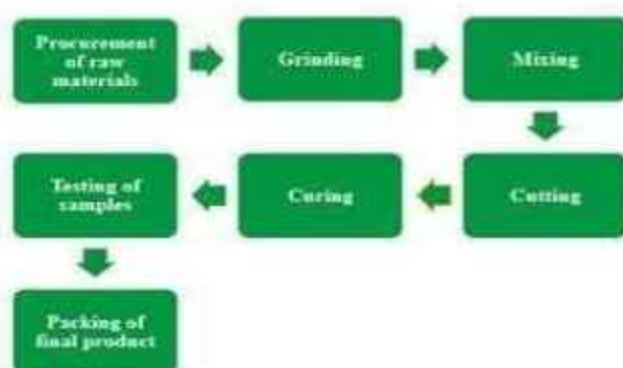 Procurement
of raw
materials
Grinding
Mixing
Cutting
Curing
Testing of
samples
Packing of
final product